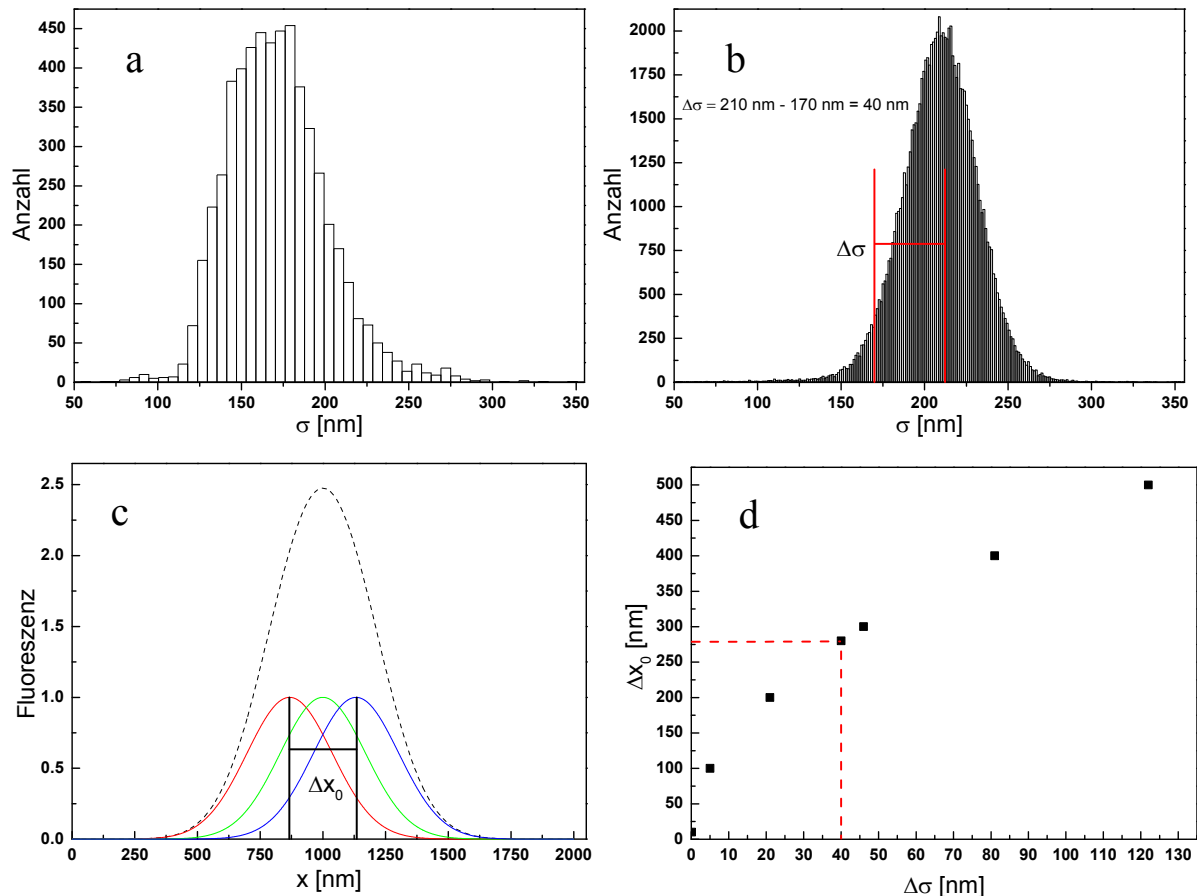 a
450
400
350
300
250
200
150
100
50
0
Anzahl
50 100 150 200 250 300 350
σ [nm]
b
Δσ = 210 nm - 170 nm = 40 nm
2000
1750
1500
1250
1000
750
500
250
0
Anzahl
Δσ
50 100 150 200 250 300 350
σ [nm]
c
2.5
2.0
1.5
1.0
0.5
0.0
Fluoreszenz
Δx₀
0 250 500 750 1000 1250 1500 1750 2000
x [nm]
d
500
450
400
350
300
250
200
150
100
50
0
Δx₀ [nm]
0 10 20 30 40 50 60 70 80 90 100 110 120 130
Δσ [nm]